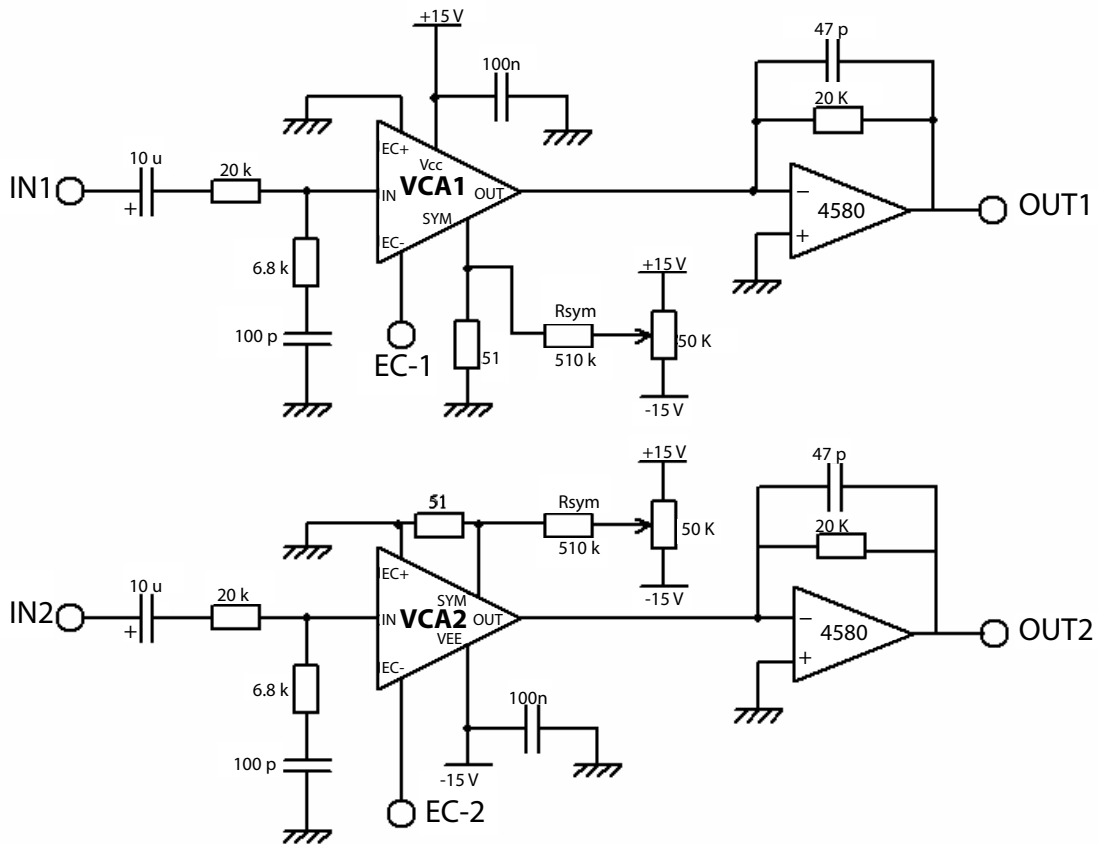 +15 V
100n
47 p
20 K
EC+
Vcc
10 u
20 k
IN1
+
IN
VCA1
OUT
SYM
EC-
−
4580
+
OUT1
6.8 k
100 p
EC-1
51
+15 V
Rsym
510 k
50 K
-15 V
+15 V
47 p
51
Rsym
510 k
50 K
20 K
-15 V
EC+
10 u
20 k
IN2
+
SYM
IN
VCA2
OUT
VEE
EC-
−
4580
+
OUT2
6.8 k
100 p
100n
-15 V
EC-2